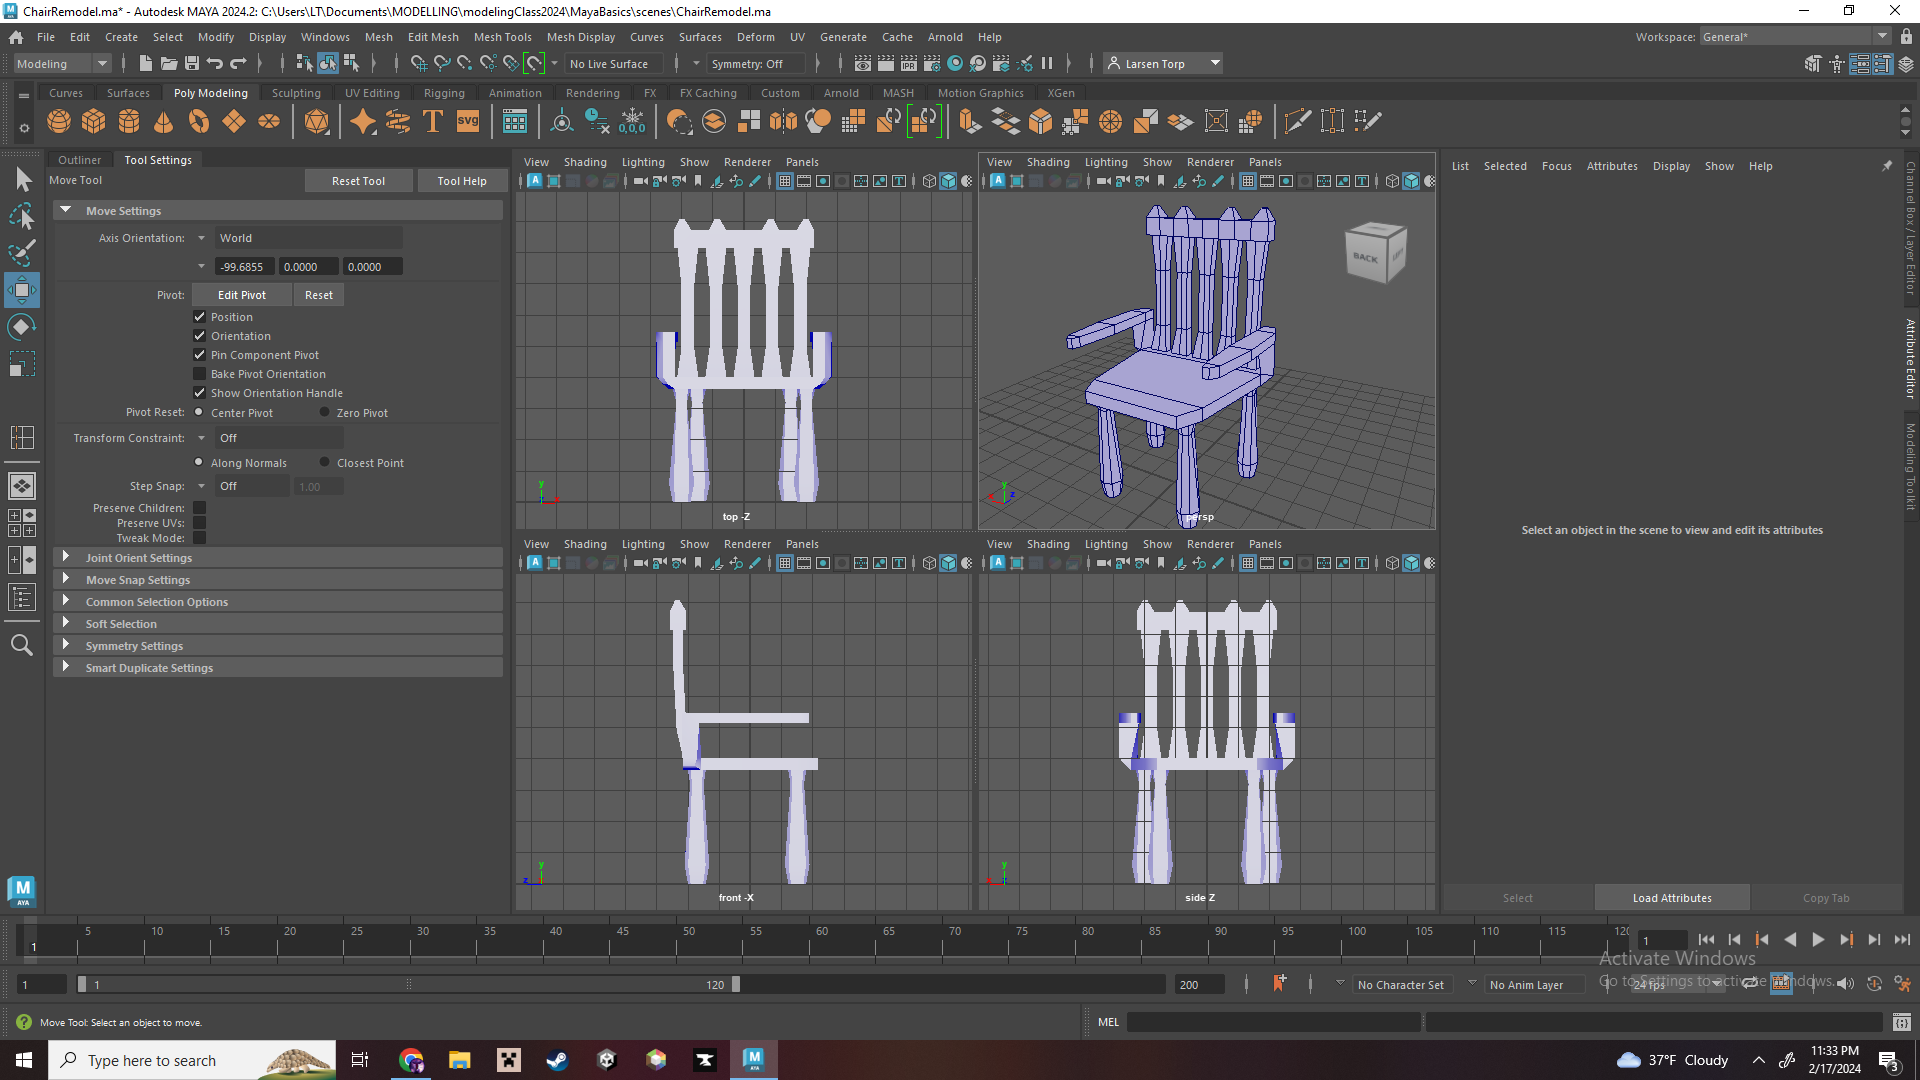 ChairRemodel.ma* - Autodesk MAYA 2024.2: C:\Users\LT\Documents\MODELLING\modelingClass2024\MayaBasics\scenes\ChairRemodel.ma
File Edit Create Select Modify Display Windows Mesh Edit Mesh Mesh Tools Mesh Display Curves Surfaces Deform UV Generate Cache Arnold Help Workspace: General*
Modeling No Live Surface Symmetry: Off IPR Larsen Torp
Curves Surfaces Poly Modeling Sculpting UV Editing Rigging Animation Rendering FX FX Caching Custom Arnold MASH Motion Graphics XGen
T svg 0,0,0
Outliner Tool Settings
Move Tool Reset Tool Tool Help
Move Settings
Axis Orientation: World
-99.6855 0.0000 0.0000
Pivot: Edit Pivot Reset
Position
Orientation
Pin Component Pivot
Bake Pivot Orientation
Show Orientation Handle
Pivot Reset: Center Pivot Zero Pivot
Transform Constraint: Off
Along Normals Closest Point
Step Snap: Off 1.00
Preserve Children:
Preserve UVs:
Tweak Mode:
Joint Orient Settings
Move Snap Settings
Common Selection Options
Soft Selection
Symmetry Settings
Smart Duplicate Settings
View Shading Lighting Show Renderer Panels
y
top -Z
View Shading Lighting Show Renderer Panels
BACK LEFT
y
z
persp
View Shading Lighting Show Renderer Panels
y
z
front -X
View Shading Lighting Show Renderer Panels
y
side Z
List Selected Focus Attributes Display Show Help
Select an object in the scene to view and edit its attributes
Select Load Attributes Copy Tab
Channel Box / Layer Editor
Attribute Editor
Modeling Toolkit
M
AYA
1 5 10 15 20 25 30 35 40 45 50 55 60 65 70 75 80 85 90 95 100 105 110 115 120 1
Activate Windows
Go to Settings to activate Windows.
1 1 120 200 No Character Set No Anim Layer 24 fps
Move Tool: Select an object to move. MEL
Type here to search
M
AYA
37°F Cloudy
11:33 PM
2/17/2024
3